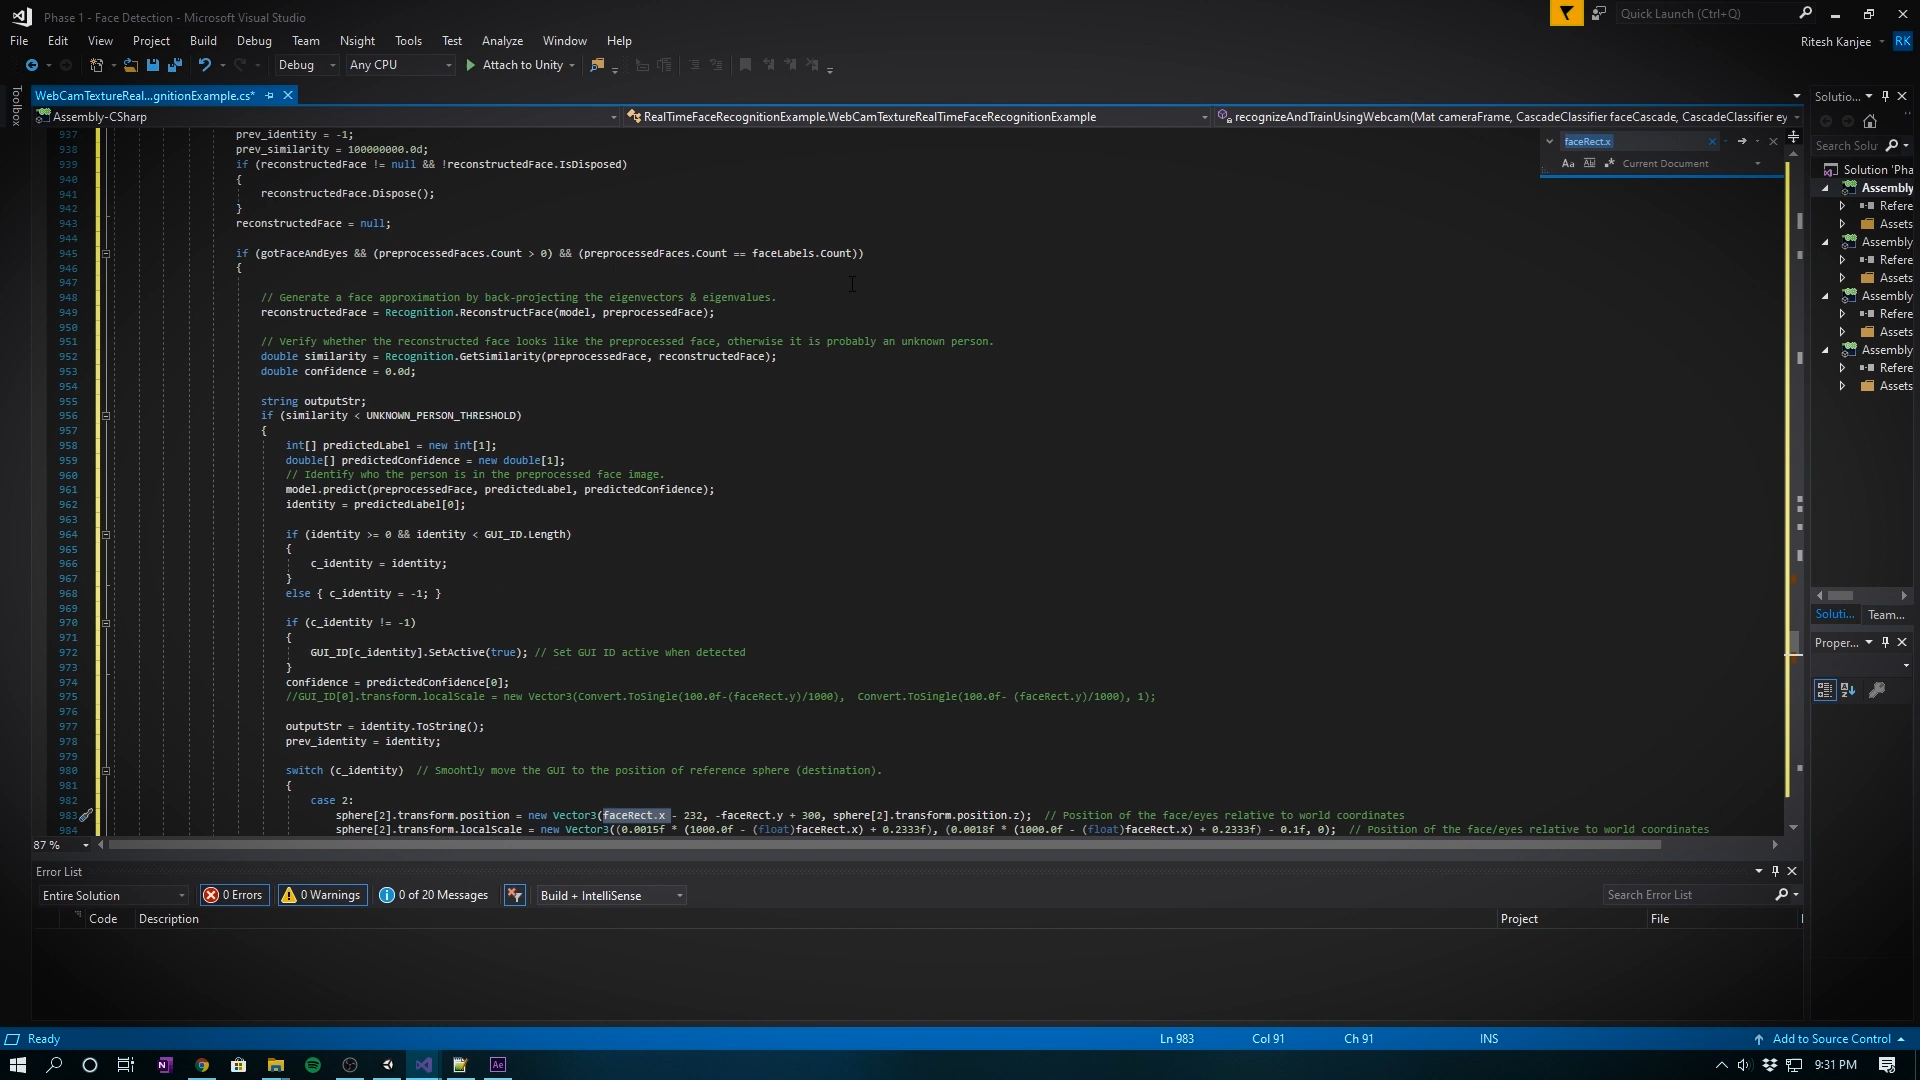 Phase 1 - Face Detection - Microsoft Visual Studio
Quick Launch (Ctrl+Q)
File Edit View Project Build Debug Team Nsight Tools Test Analyze Window Help
Ritesh Kanjee RK
Debug Any CPU Attach to Unity
Toolbox
WebCamTextureReal...gnitionExample.cs*
Solutio...
Assembly-CSharp
RealTimeFaceRecognitionExample.WebCamTextureRealTimeFaceRecognitionExample
recognizeAndTrainUsingWebcam(Mat cameraFrame, CascadeClassifier faceCascade, CascadeClassifier ey
faceRect.x
Aa Current Document
Search Solu
Solution 'Pha
Assembly
Refere
Assets
Assembly
Refere
Assets
Assembly
Refere
Assets
Assembly
Refere
Assets
Soluti... Team...
Proper...
937 prev_identity = -1;
938 prev_similarity = 100000000.0d;
939 if (reconstructedFace != null && !reconstructedFace.IsDisposed)
940 {
941 reconstructedFace.Dispose();
942 }
943 reconstructedFace = null;
944
945 if (gotFaceAndEyes && (preprocessedFaces.Count > 0) && (preprocessedFaces.Count == faceLabels.Count))
946 {
947
948 // Generate a face approximation by back-projecting the eigenvectors & eigenvalues.
949 reconstructedFace = Recognition.ReconstructFace(model, preprocessedFace);
950
951 // Verify whether the reconstructed face looks like the preprocessed face, otherwise it is probably an unknown person.
952 double similarity = Recognition.GetSimilarity(preprocessedFace, reconstructedFace);
953 double confidence = 0.0d;
954
955 string outputStr;
956 if (similarity < UNKNOWN_PERSON_THRESHOLD)
957 {
958 int[] predictedLabel = new int[1];
959 double[] predictedConfidence = new double[1];
960 // Identify who the person is in the preprocessed face image.
961 model.predict(preprocessedFace, predictedLabel, predictedConfidence);
962 identity = predictedLabel[0];
963
964 if (identity >= 0 && identity < GUI_ID.Length)
965 {
966 c_identity = identity;
967 }
968 else { c_identity = -1; }
969
970 if (c_identity != -1)
971 {
972 GUI_ID[c_identity].SetActive(true); // Set GUI ID active when detected
973 }
974 confidence = predictedConfidence[0];
975 //GUI_ID[0].transform.localScale = new Vector3(Convert.ToSingle(100.0f-(faceRect.y)/1000), Convert.ToSingle(100.0f- (faceRect.y)/1000), 1);
976
977 outputStr = identity.ToString();
978 prev_identity = identity;
979
980 switch (c_identity) // Smoohtly move the GUI to the position of reference sphere (destination).
981 {
982 case 2:
983 sphere[2].transform.position = new Vector3(faceRect.x - 232, -faceRect.y + 300, sphere[2].transform.position.z); // Position of the face/eyes relative to world coordinates
984 sphere[2].transform.localScale = new Vector3((0.0015f * (1000.0f - (float)faceRect.x) + 0.2333f), (0.0018f * (1000.0f - (float)faceRect.x) + 0.2333f) - 0.1f, 0); // Position of the face/eyes relative to world coordinates
87 %
Error List
Entire Solution 0 Errors 0 Warnings 0 of 20 Messages Build + IntelliSense Search Error List
Code Description Project File
Ready Ln 983 Col 91 Ch 91 INS Add to Source Control
N Ae 9:31 PM